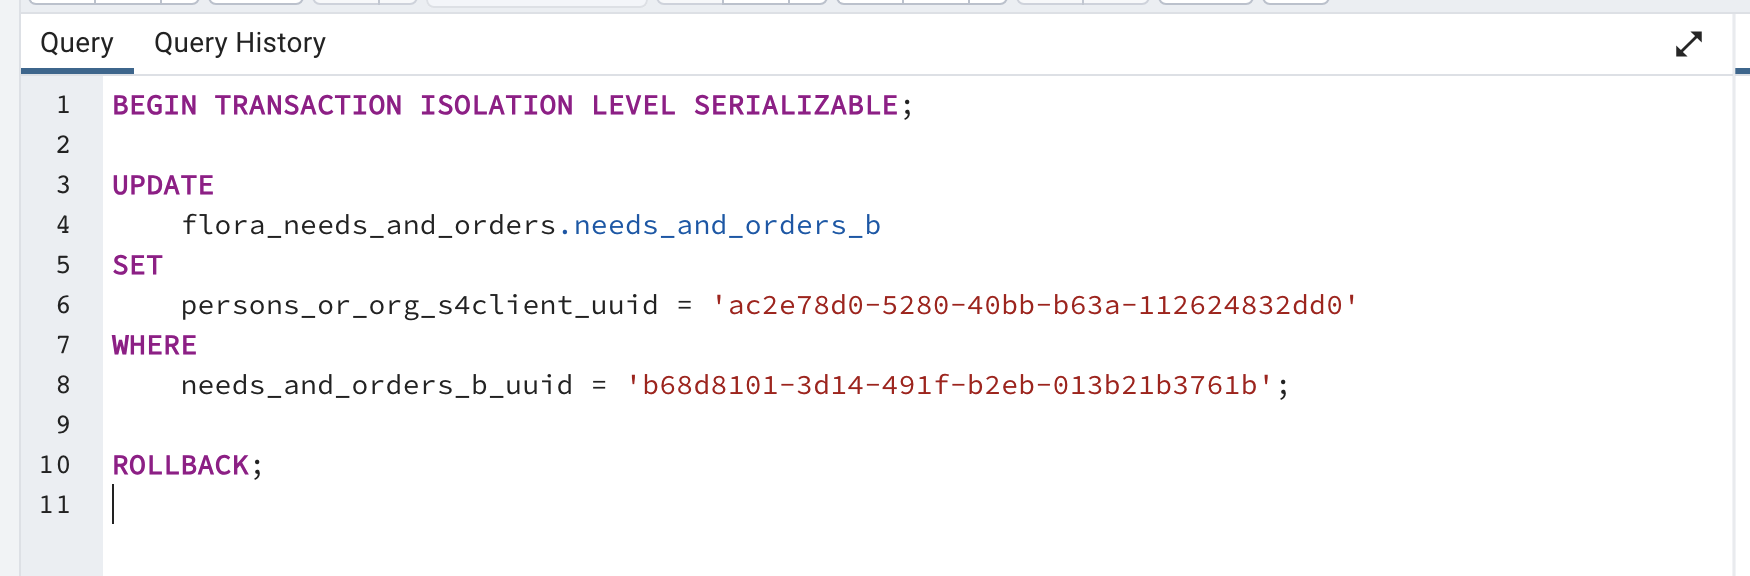 Query Query History
1 BEGIN TRANSACTION ISOLATION LEVEL SERIALIZABLE;
2
3 UPDATE
4 flora_needs_and_orders.needs_and_orders_b
5 SET
6 persons_or_org_s4client_uuid = 'ac2e78d0-5280-40bb-b63a-112624832dd0'
7 WHERE
8 needs_and_orders_b_uuid = 'b68d8101-3d14-491f-b2eb-013b21b3761b';
9
10 ROLLBACK;
11